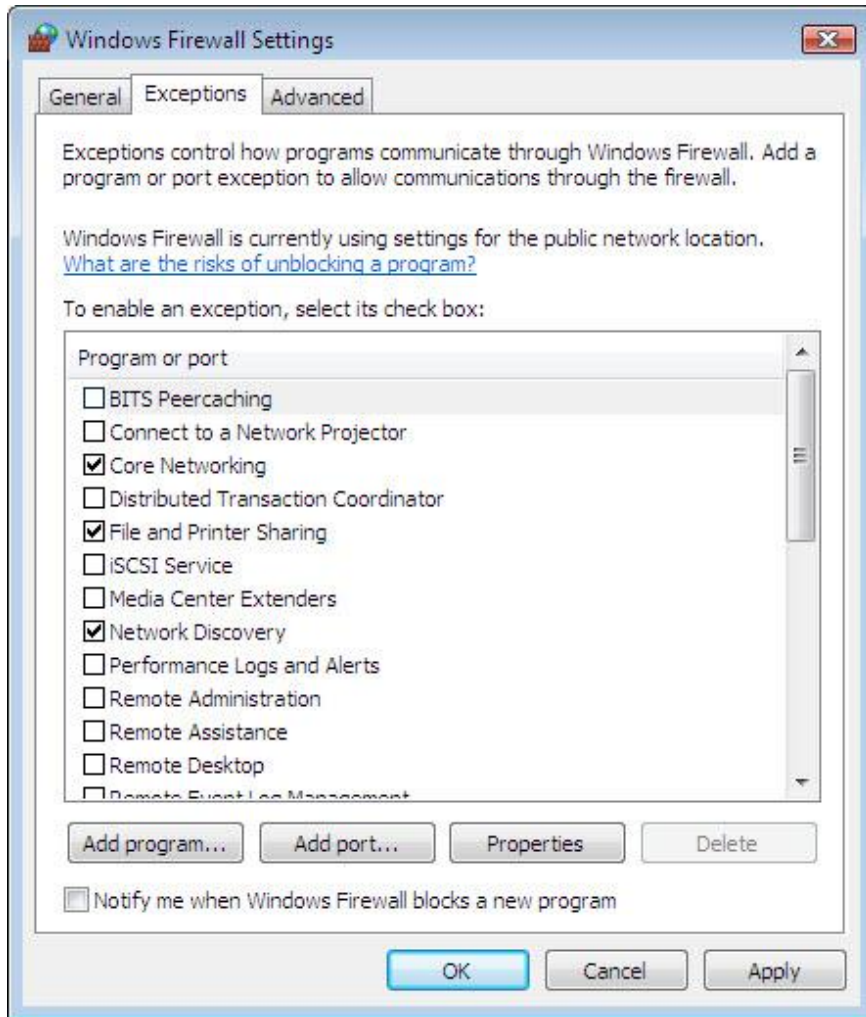 Windows Firewall Settings
General
Exceptions
Advanced
Exceptions control how programs communicate through Windows Firewall. Add a
program or port exception to allow communications through the firewall.
Windows Firewall is currently using settings for the public network location.
What are the risks of unblocking a program?
To enable an exception, select its check box:
Program or port
BITS Peercaching
Connect to a Network Projector
Core Networking
Distributed Transaction Coordinator
File and Printer Sharing
iSCSI Service
Media Center Extenders
Network Discovery
Performance Logs and Alerts
Remote Administration
Remote Assistance
Remote Desktop
Remote Event Log Management
Add program...
Add port...
Properties
Delete
Notify me when Windows Firewall blocks a new program
OK
Cancel
Apply